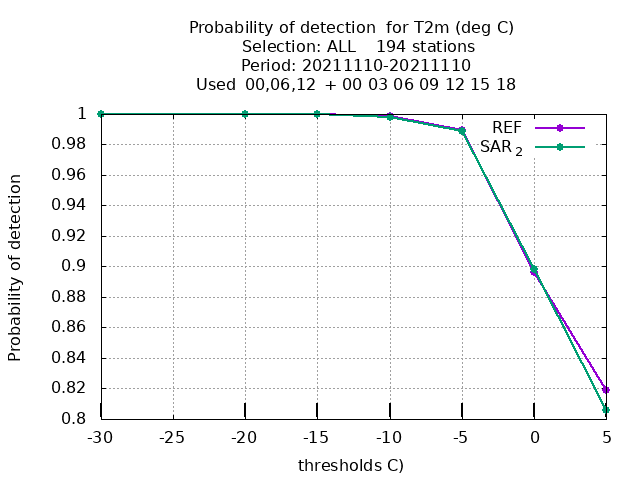 Probability of detection  for T2m (deg C)
Selection: ALL    194 stations
Period: 20211110-20211110
Used  00,06,12  + 00 03 06 09 12 15 18
REF
SAR 2
1
0.98
0.96
0.94
0.92
0.9
0.88
0.86
0.84
0.82
0.8
Probability of detection
-30 -25 -20 -15 -10 -5 0 5
thresholds C)